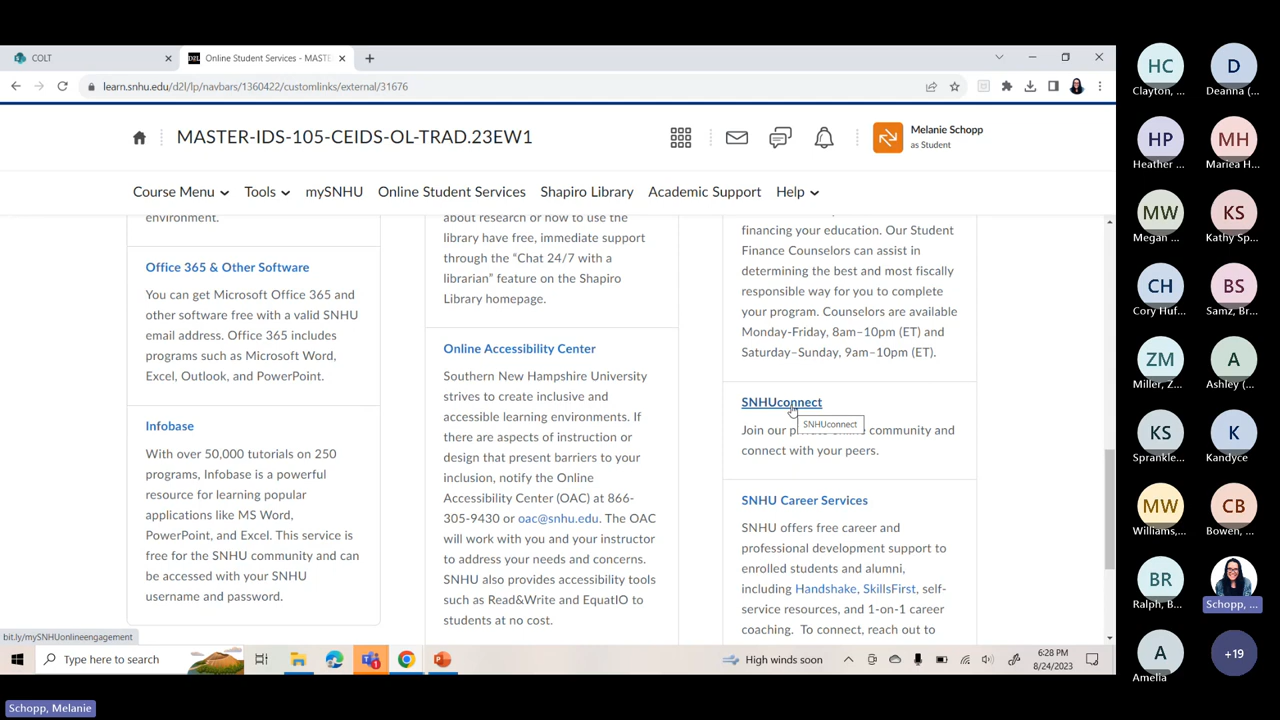 COLT
Online Student Services - MASTE
learn.snhu.edu/d2l/lp/navbars/1360422/customlinks/external/31676
MASTER-IDS-105-CEIDS-OL-TRAD.23EW1
Melanie Schopp
as Student
Course Menu
Tools
mySNHU
Online Student Services
Shapiro Library
Academic Support
Help
environment.
Office 365 & Other Software
You can get Microsoft Office 365 and
other software free with a valid SNHU
email address. Office 365 includes
programs such as Microsoft Word,
Excel, Outlook, and PowerPoint.
Infobase
With over 50,000 tutorials on 250
programs, Infobase is a powerful
resource for learning popular
applications like MS Word,
PowerPoint, and Excel. This service is
free for the SNHU community and can
be accessed with your SNHU
username and password.
about research or how to use the
library have free, immediate support
through the “Chat 24/7 with a
librarian” feature on the Shapiro
Library homepage.
Online Accessibility Center
Southern New Hampshire University
strives to create inclusive and
accessible learning environments. If
there are aspects of instruction or
design that present barriers to your
inclusion, notify the Online
Accessibility Center (OAC) at 866-
305-9430 or oac@snhu.edu. The OAC
will work with you and your instructor
to address your needs and concerns.
SNHU also provides accessibility tools
such as Read&Write and EquatIO to
students at no cost.
financing your education. Our Student
Finance Counselors can assist in
determining the best and most fiscally
responsible way for you to complete
your program. Counselors are available
Monday-Friday, 8am–10pm (ET) and
Saturday–Sunday, 9am–10pm (ET).
SNHUconnect
SNHUconnect
Join our community and
connect with your peers.
SNHU Career Services
SNHU offers free career and
professional development support to
enrolled students and alumni,
including Handshake, SkillsFirst, self-
service resources, and 1-on-1 career
coaching. To connect, reach out to
bit.ly/mySNHUonlineengagement
Type here to search
High winds soon
6:28 PM
8/24/2023
Schopp, Melanie
HC
Clayton, ...
D
Deanna (...
HP
Heather ...
MH
Mariea H...
MW
Megan ...
KS
Kathy Sp...
CH
Cory Huf...
BS
Samz, Br...
ZM
Miller, Z...
A
Ashley (...
KS
Sprankle...
K
Kandyce
MW
Williams,...
CB
Bowen, ...
BR
Ralph, B...
Schopp, ...
A
Amelia
+19